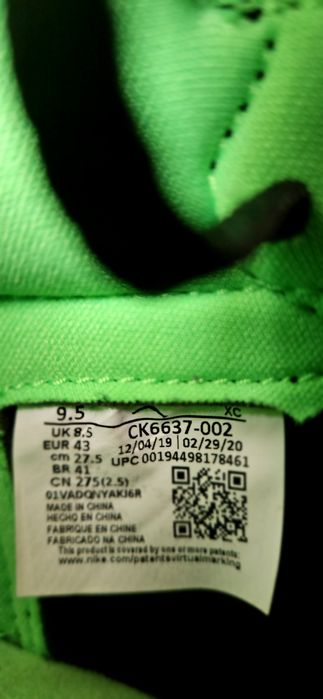 9.5 XC
UK 8.5 CK6637-002
EUR 43 12/04/19 | 02/29/20
cm 27.5 UPC 00194498178461
BR 41
CN 275(2.5)
01VADQNYAKJ6R
MADE IN CHINA
HECHO EN CHINA
FABRIQUE EN CHINE
FABRICADO NA CHINA
This product is covered by one or more patents:
www.nike.com/patentsvirtualmarking